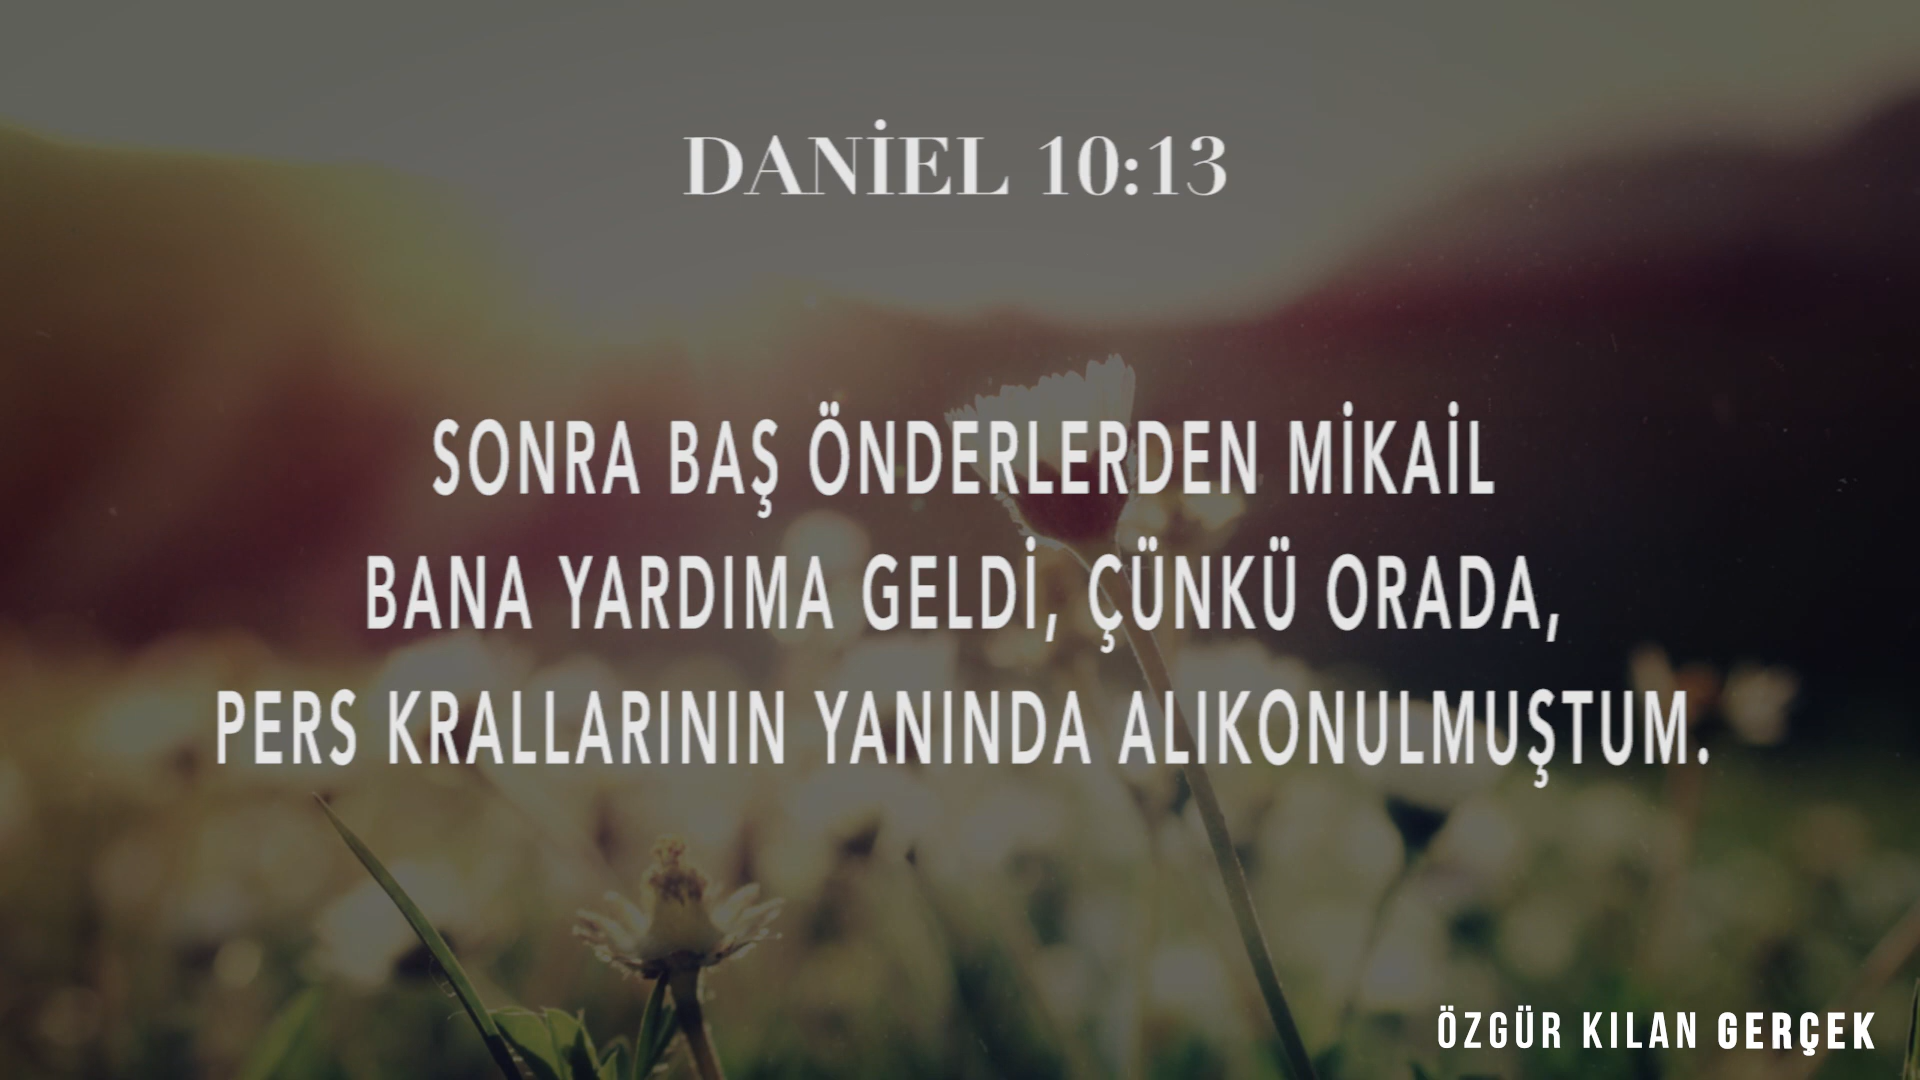 DANİEL 10:13
SONRA BAŞ ÖNDERLERDEN MİKAİL
BANA YARDIMA GELDİ, ÇÜNKÜ ORADA,
PERS KRALLARININ YANINDA ALIKONULMUŞTUM.
ÖZGÜR KILAN GERÇEK